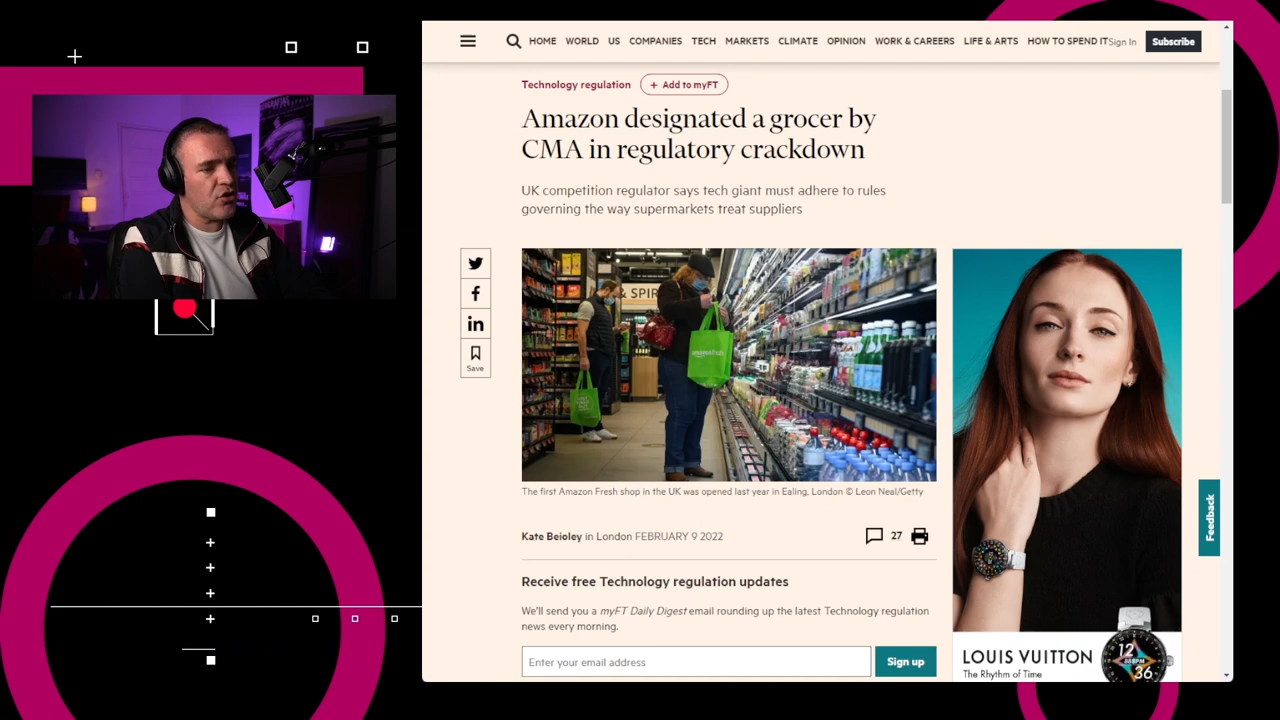 HOME WORLD US COMPANIES TECH MARKETS CLIMATE OPINION WORK & CAREERS LIFE & ARTS HOW TO SPEND IT Sign In Subscribe
Technology regulation + Add to myFT
Amazon designated a grocer by
CMA in regulatory crackdown
UK competition regulator says tech giant must adhere to rules
governing the way supermarkets treat suppliers
Save
& SPIR
amazonfresh
The first Amazon Fresh shop in the UK was opened last year in Ealing, London © Leon Neal/Getty
Kate Beioley in London FEBRUARY 9 2022 27
Receive free Technology regulation updates
We'll send you a myFT Daily Digest email rounding up the latest Technology regulation
news every morning.
Enter your email address Sign up
Feedback
LOUIS VUITTON
The Rhythm of Time
12
68BPM
36